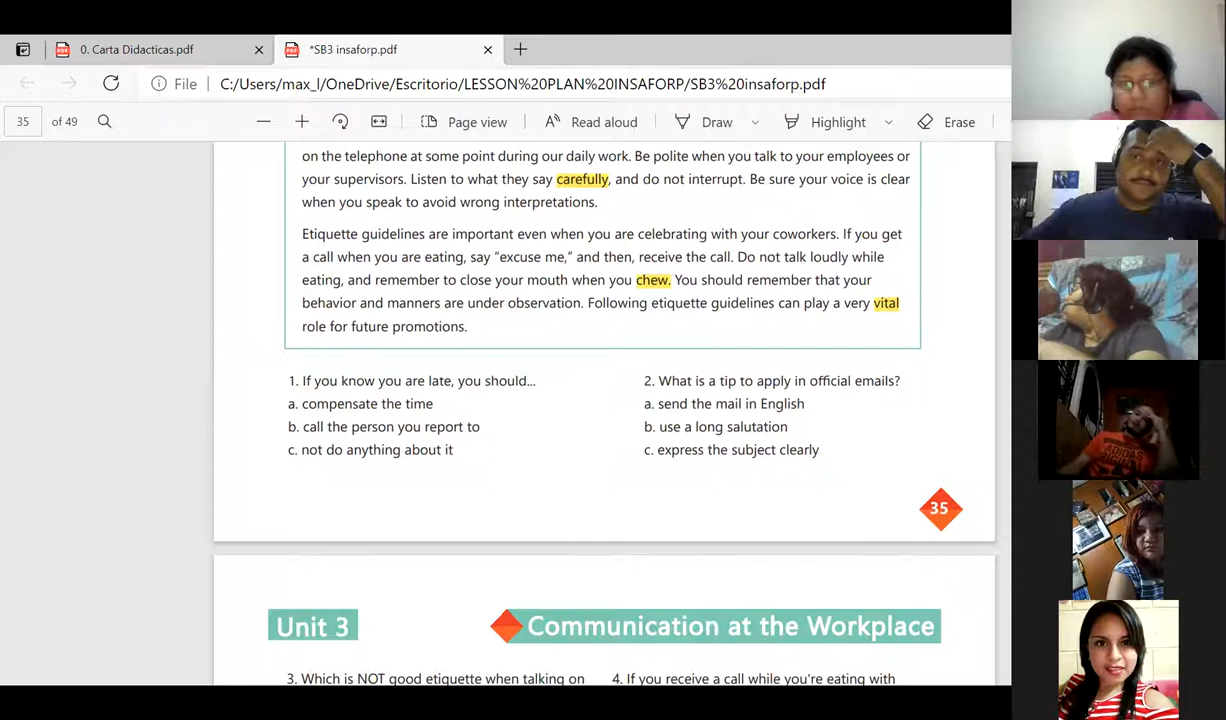 0. Carta Didacticas.pdf
*SB3 insaforp.pdf
File
C:/Users/max_l/OneDrive/Escritorio/LESSON%20PLAN%20INSAFORP/SB3%20insaforp.pdf
35 of 49
Page view
Read aloud
Draw
Highlight
Erase
on the telephone at some point during our daily work. Be polite when you talk to your employees or
your supervisors. Listen to what they say carefully, and do not interrupt. Be sure your voice is clear
when you speak to avoid wrong interpretations.
Etiquette guidelines are important even when you are celebrating with your coworkers. If you get
a call when you are eating, say “excuse me,” and then, receive the call. Do not talk loudly while
eating, and remember to close your mouth when you chew. You should remember that your
behavior and manners are under observation. Following etiquette guidelines can play a very vital
role for future promotions.
1. If you know you are late, you should...
a. compensate the time
b. call the person you report to
c. not do anything about it
2. What is a tip to apply in official emails?
a. send the mail in English
b. use a long salutation
c. express the subject clearly
35
Unit 3
Communication at the Workplace
3. Which is NOT good etiquette when talking on
4. If you receive a call while you're eating with